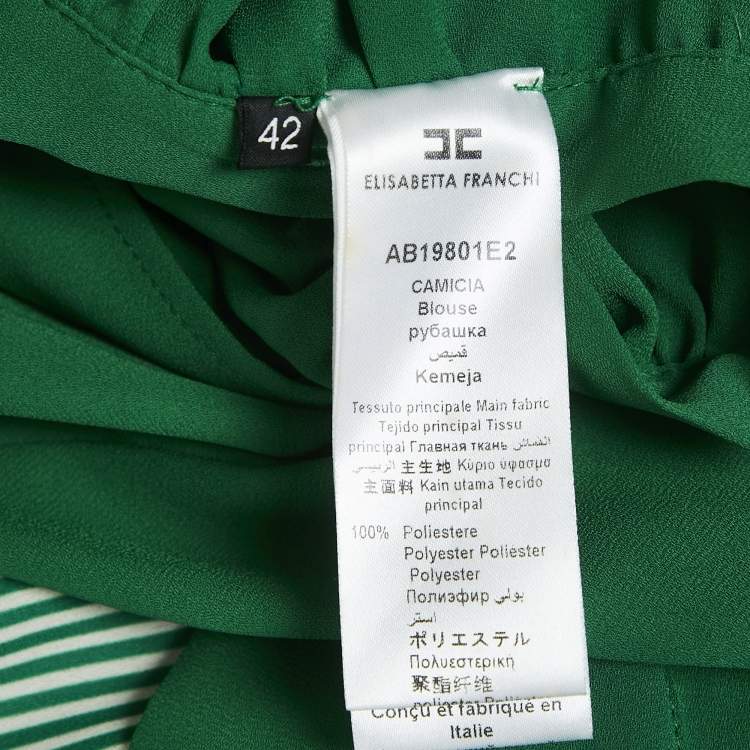 42
ELISABETTA FRANCHI
AB19801E2
CAMICIA
Blouse
рубашка
قميص
Kemeja
Tessuto principale Main fabric
Tejido principal Tissu
principal Главная ткань القماش
الرئيسي 主生地 Κύριο ύφασμα
主面料 Kain utama Tecido
principal
100% Poliestere
Polyester Poliéster
Polyester
Полиэфир بولي
استر
ポリエステル
Πολυεστερική
聚酯纤维
Conçu et fabriqué en
Italie